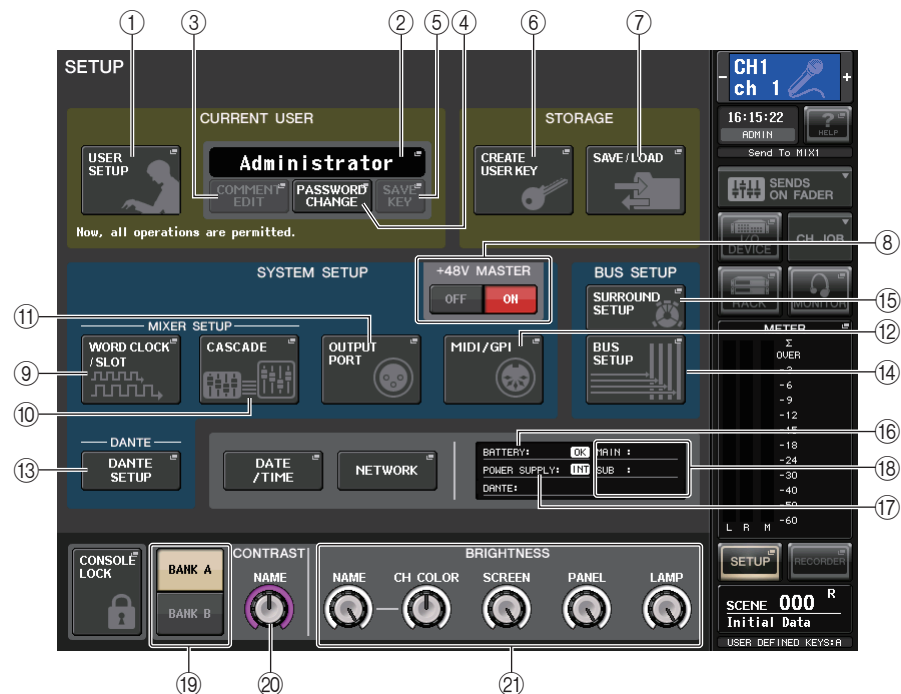 ① ③ ② ⑤ ④ ⑥ ⑦
SETUP
CH1
ch 1
- +
CURRENT USER
STORAGE
16:15:22
ADMIN
?
HELP
Send To MIX1
USER
SETUP
Administrator
COMMENT
EDIT
PASSWORD
CHANGE
SAVE
KEY
CREATE
USER KEY
SAVE/LOAD
Now, all operations are permitted.
SENDS
ON FADER
I/O
DEVICE
CH JOB
⑧
SYSTEM SETUP
+48V MASTER
OFF
ON
BUS SETUP
SURROUND
SETUP
RACK
MONITOR
⑮
⑪
MIXER SETUP
WORD CLOCK
/SLOT
CASCADE
OUTPUT
PORT
MIDI/GPI
BUS
SETUP
⑫
⑨
⑩
⑭
METER
Σ
OVER
-3
-6
-9
-12
-15
-18
-24
-30
-40
-50
-60
L R M
DANTE
DANTE
SETUP
⑬
DATE
/TIME
NETWORK
BATTERY: OK
POWER SUPPLY: INT
DANTE:
MAIN :
SUB :
⑯
⑱
⑰
CONSOLE
LOCK
BANK A
BANK B
CONTRAST
NAME
BRIGHTNESS
NAME
CH COLOR
SCREEN
PANEL
LAMP
SETUP
RECORDER
SCENE 000 R
Initial Data
USER DEFINED KEYS:A
⑲ ⑳ ㉑